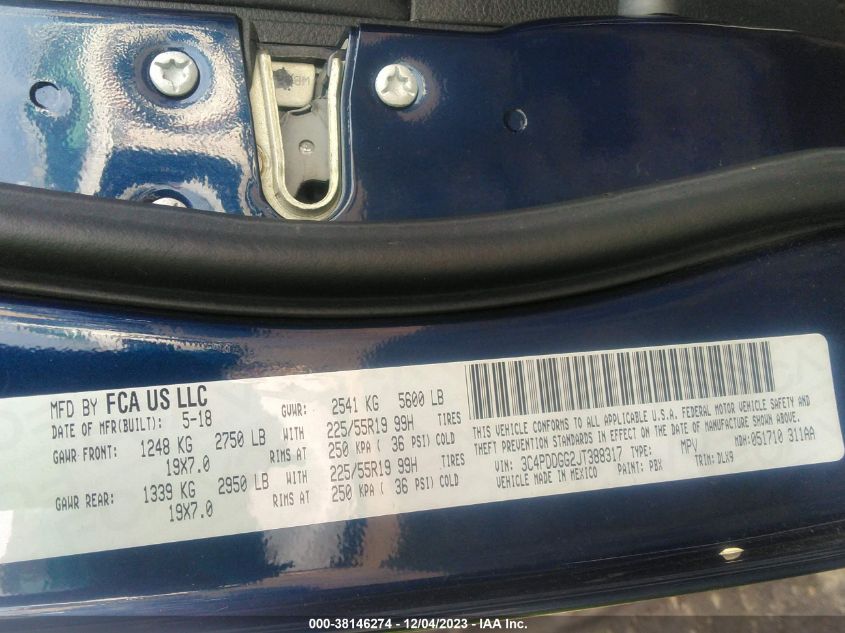 MFD BY FCA US LLC
DATE OF MFR(BUILT): 5-18
GVWR: 2541 KG 5600 LB
GAWR FRONT: 1248 KG 2750 LB WITH 225/55R19 99H TIRES
19X7.0 RIMS AT 250 KPA ( 36 PSI) COLD
GAWR REAR: 1339 KG 2950 LB WITH 225/55R19 99H TIRES
19X7.0 RIMS AT 250 KPA ( 36 PSI) COLD
THIS VEHICLE CONFORMS TO ALL APPLICABLE U.S.A. FEDERAL MOTOR VEHICLE SAFETY AND
THEFT PREVENTION STANDARDS IN EFFECT ON THE DATE OF MANUFACTURE SHOWN ABOVE.
VIN: 3C4PDDGG2JT388317 TYPE: MPV MDH: 051710 311AA
VEHICLE MADE IN MEXICO PAINT: PBX TRIM: DLX9
000-38146274 - 12/04/2023 - IAA Inc.